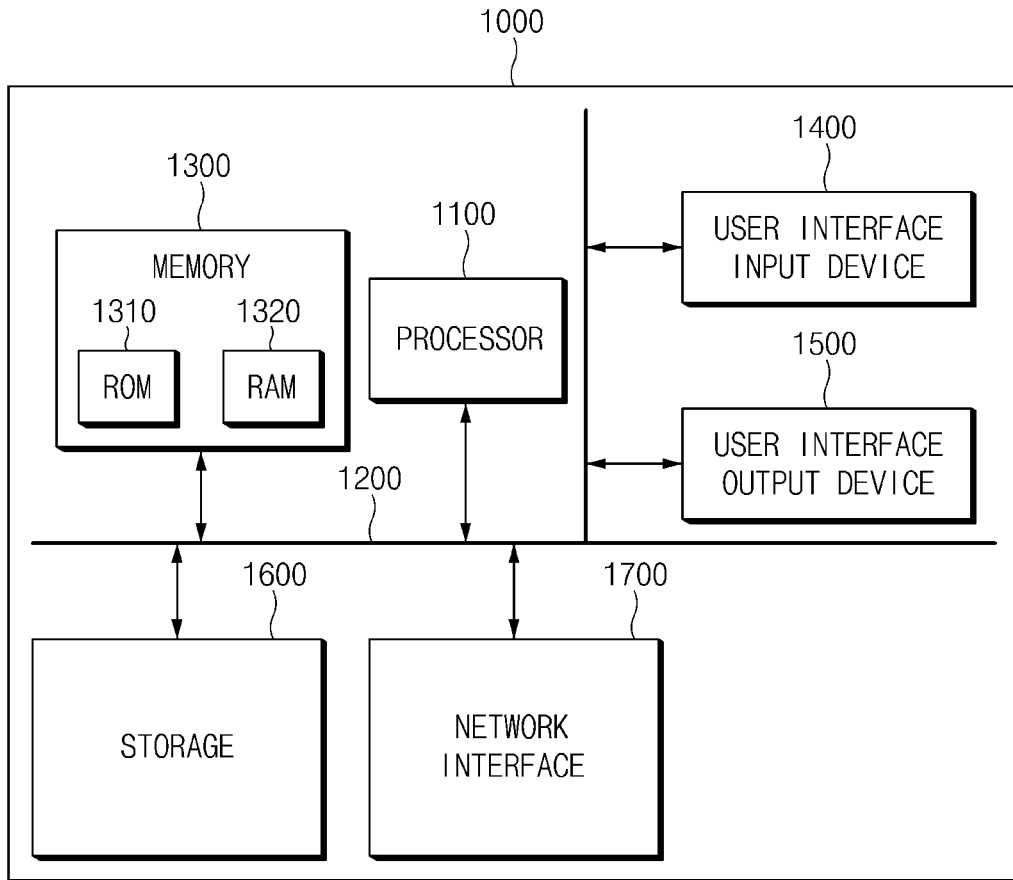 1000
1300
MEMORY
1310
1320
ROM
RAM
1100
PROCESSOR
1400
USER INTERFACE
INPUT DEVICE
1500
USER INTERFACE
OUTPUT DEVICE
1200
1600
STORAGE
1700
NETWORK
INTERFACE